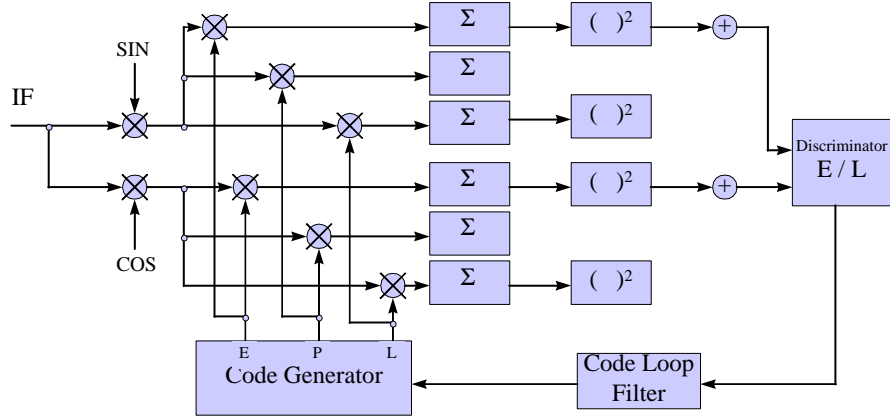 Σ
( )²
+
SIN
Σ
IF
Σ
( )²
Discriminator
E / L
Σ
( )²
+
Σ
COS
Σ
( )²
E P L
Code Generator
Code Loop
Filter